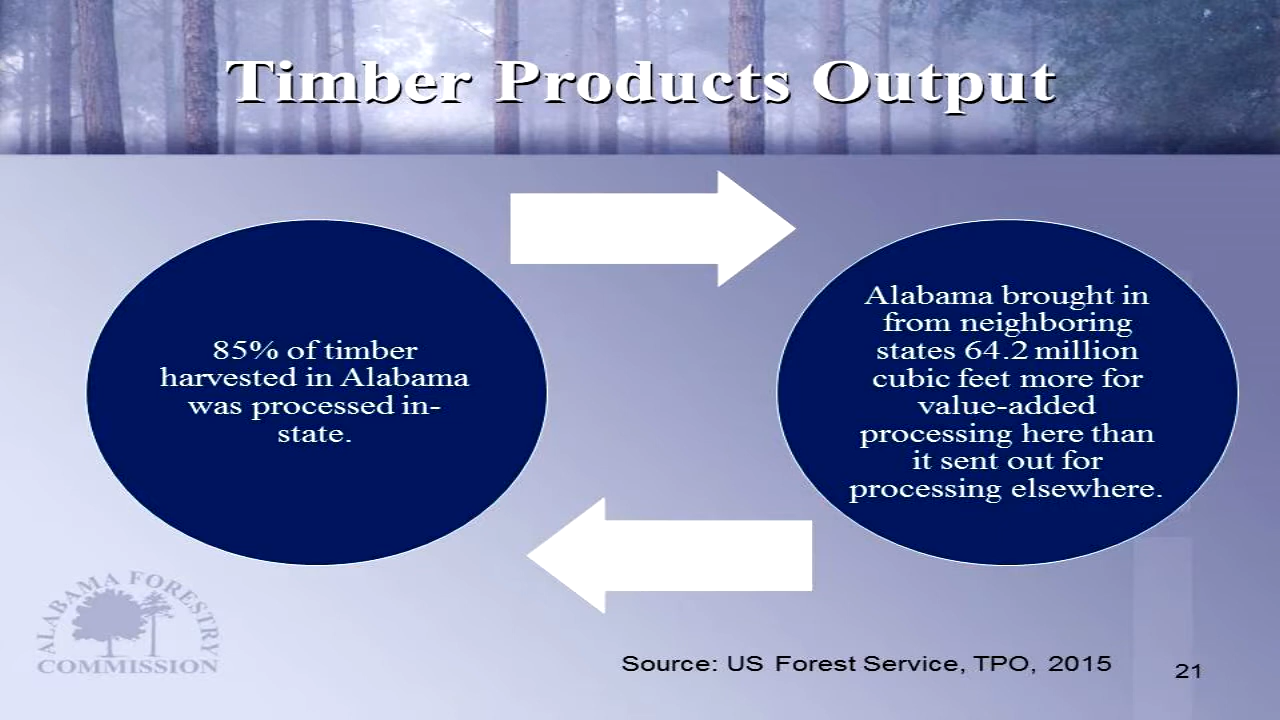 Timber Products Output
85% of timber
harvested in Alabama
was processed in-
state.
Alabama brought in
from neighboring
states 64.2 million
cubic feet more for
value-added
processing here than
it sent out for
processing elsewhere.
ALABAMA FORESTRY
COMMISSION
Source: US Forest Service, TPO, 2015
21